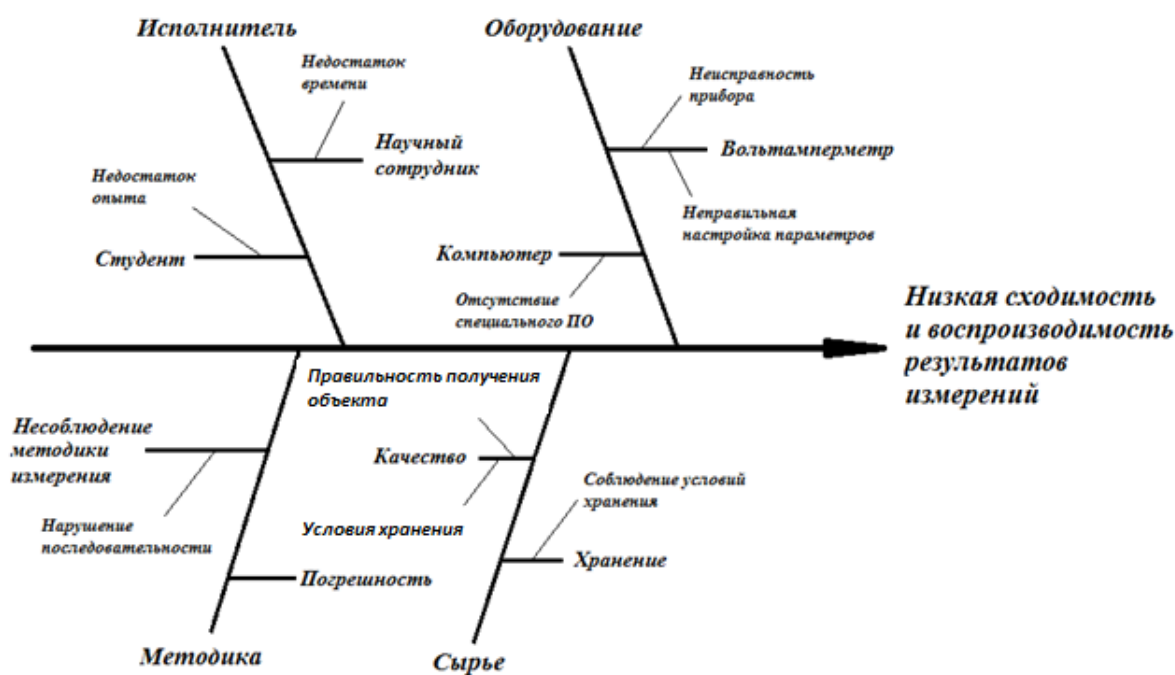 Исполнитель
Оборудование
Недостаток
времени
Неисправность
прибора
Научный
сотрудник
Вольтамперметр
Недостаток
опыта
Неправильная
настройка параметров
Студент
Компьютер
Отсутствие
специального ПО
Низкая сходимость
и воспроизводимость
результатов
измерений
Правильность получения
объекта
Несоблюдение
методики
измерения
Качество
Соблюдение условий
хранения
Нарушение
последовательности
Условия хранения
Хранение
Погрешность
Методика
Сырье